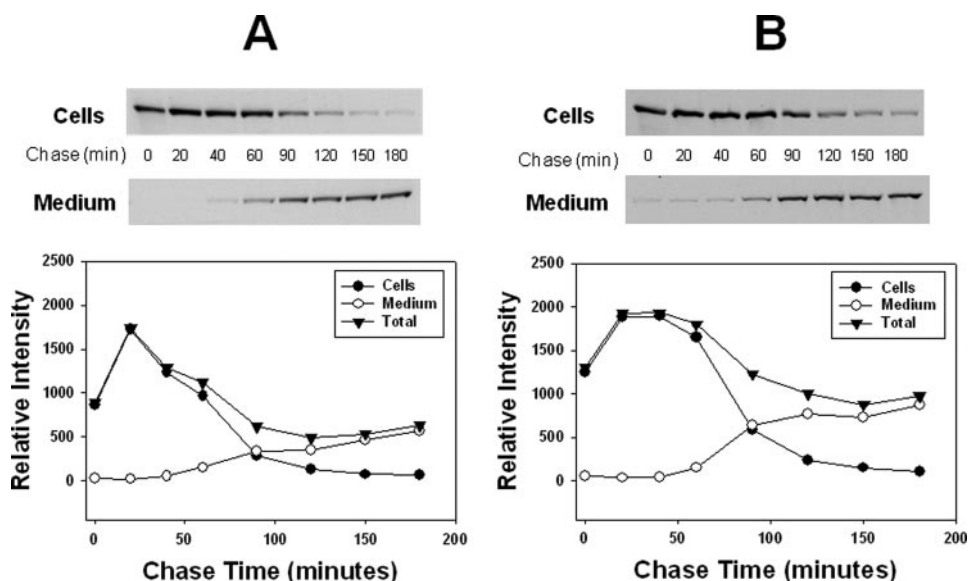 A
B
Cells
Chase (min) 0 20 40 60 90 120 150 180
Medium
Cells
Chase (min) 0 20 40 60 90 120 150 180
Medium
Relative Intensity
2500
2000
1500
1000
500
0
Cells
Medium
Total
0 50 100 150 200
Chase Time (minutes)
Relative Intensity
2500
2000
1500
1000
500
0
Cells
Medium
Total
0 50 100 150 200
Chase Time (minutes)